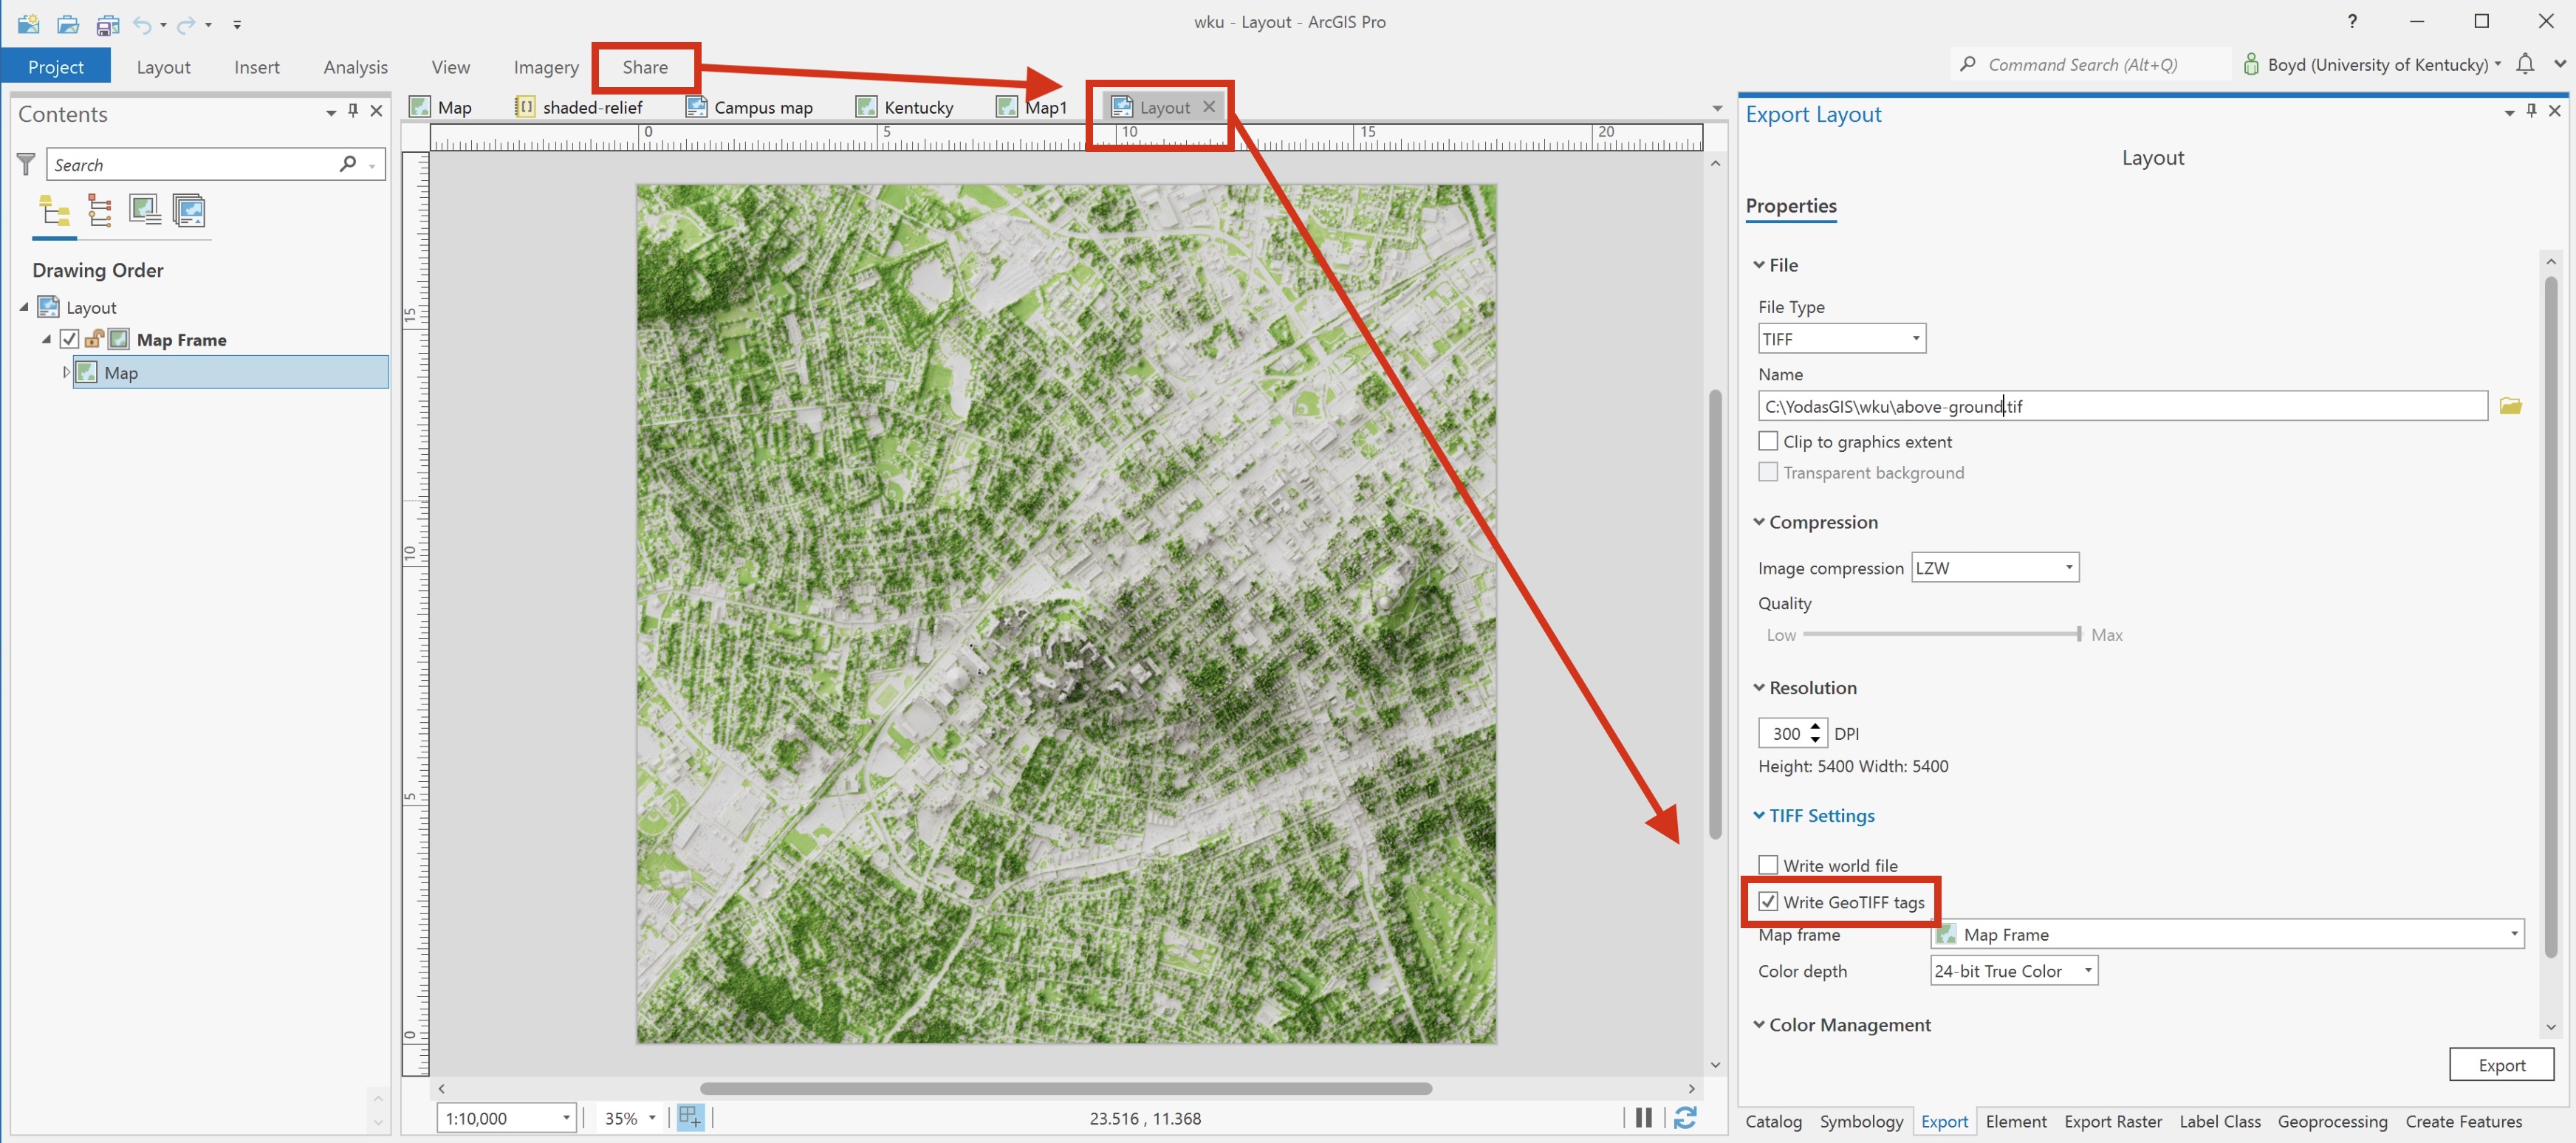 wku - Layout - ArcGIS Pro
?
Project Layout Insert Analysis View Imagery Share
Command Search (Alt+Q)
Boyd (University of Kentucky)
Contents
Search
Drawing Order
Layout
Map Frame
Map
Map shaded-relief Campus map Kentucky Map1 Layout
0 5 10 15 20
15
10
5
0
1:10,000 35% 23.516 , 11.368
Export Layout
Layout
Properties
File
File Type
TIFF
Name
C:\YodasGIS\wku\above-ground.tif
Clip to graphics extent
Transparent background
Compression
Image compression LZW
Quality
Low Max
Resolution
300 DPI
Height: 5400 Width: 5400
TIFF Settings
Write world file
Write GeoTIFF tags
Map frame Map Frame
Color depth 24-bit True Color
Color Management
Export
Catalog Symbology Export Element Export Raster Label Class Geoprocessing Create Features